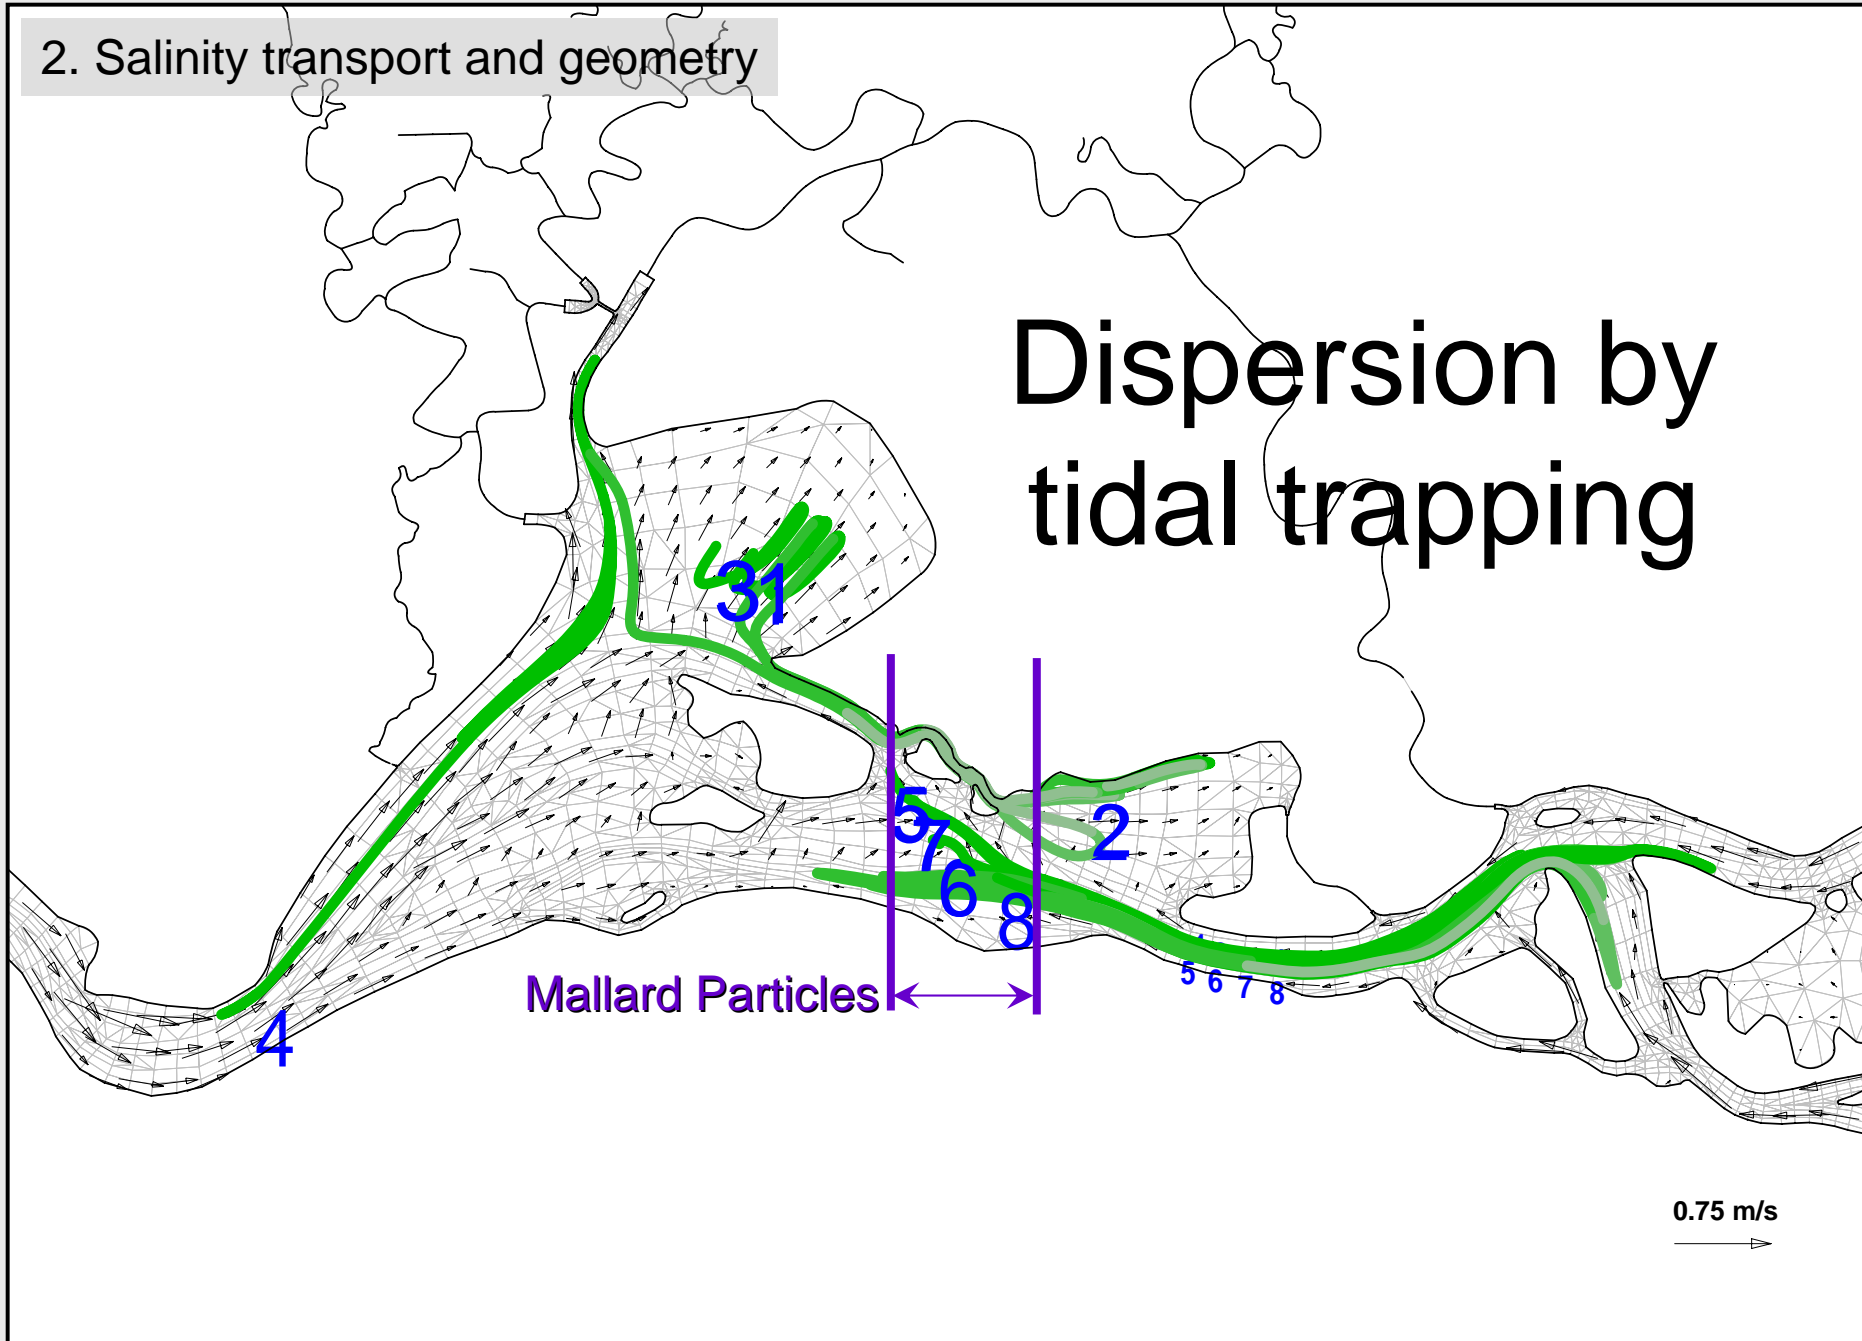 2. Salinity transport and geometry
Dispersion by
tidal trapping
31
5
7
2
6
8
Mallard Particles
5 6 7 8
4
0.75 m/s